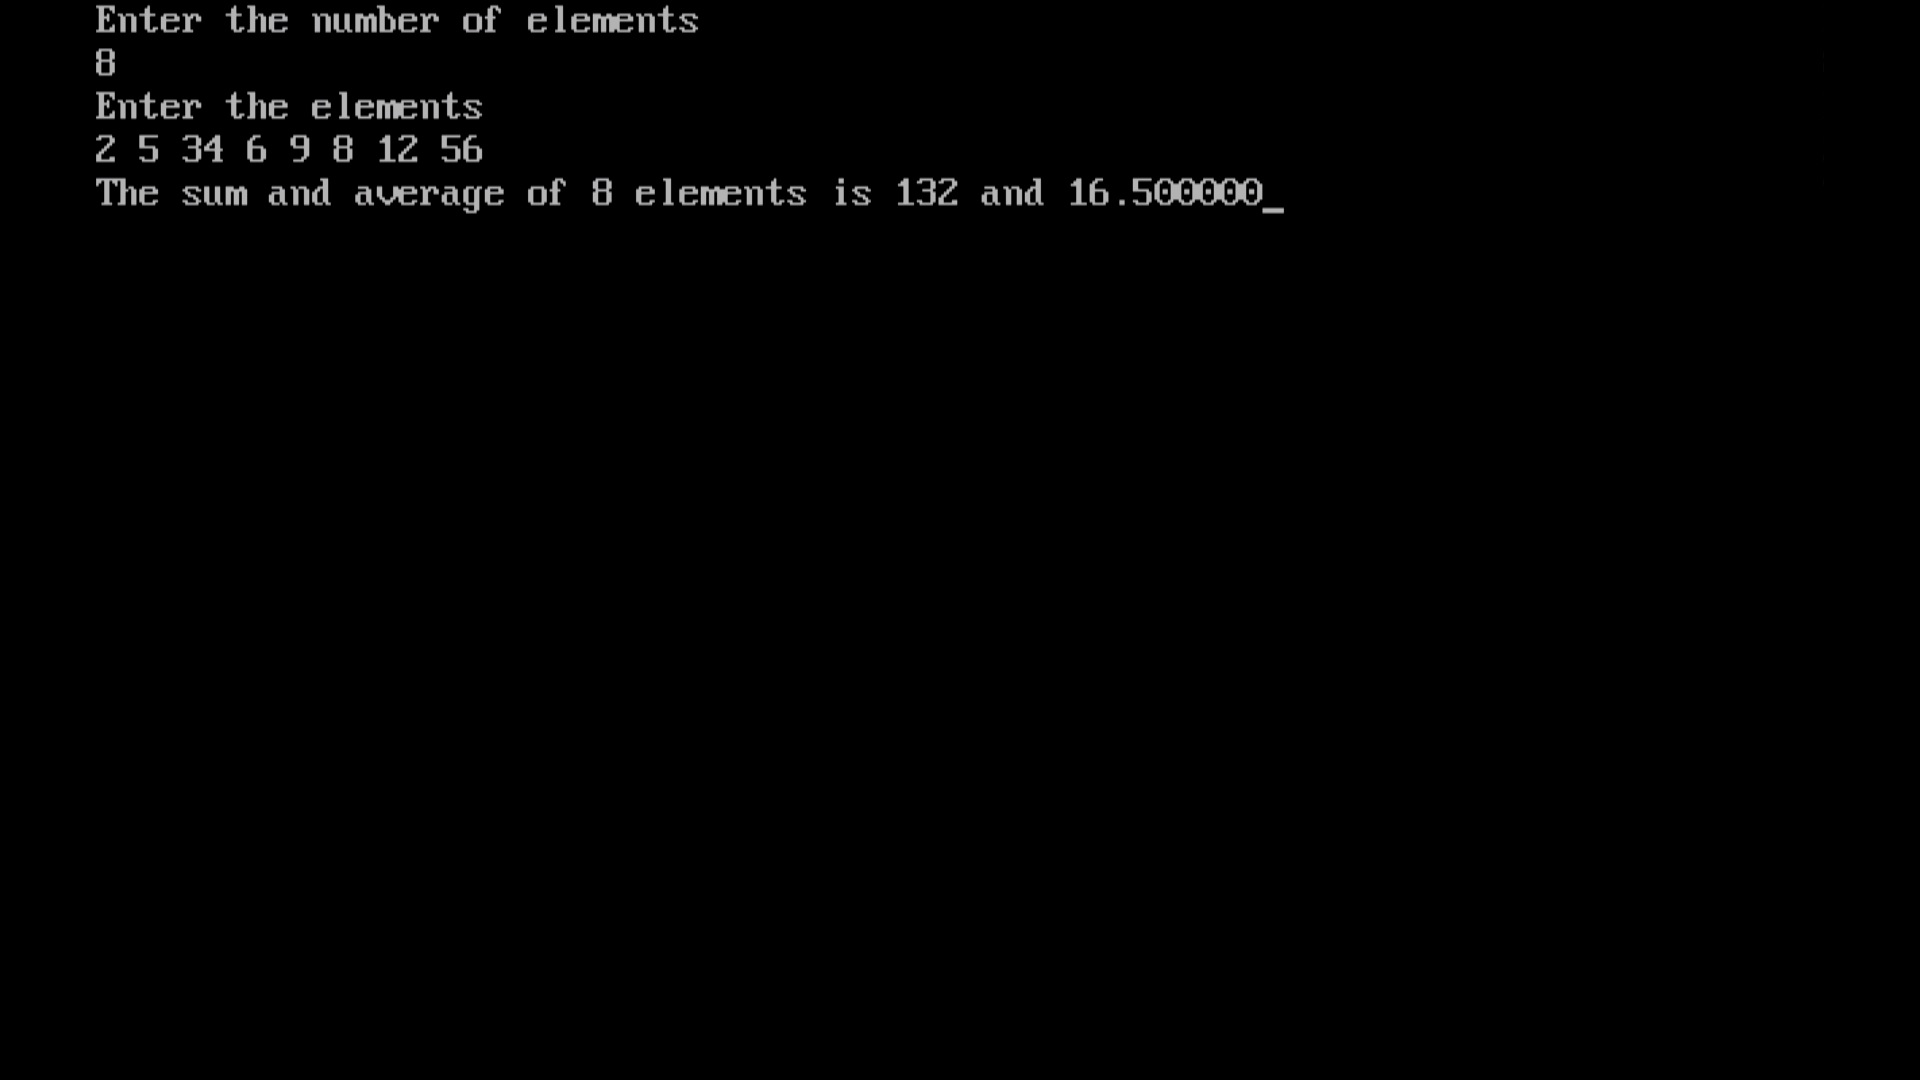 Enter the number of elements
8
Enter the elements
2 5 34 6 9 8 12 56
The sum and average of 8 elements is 132 and 16.500000_